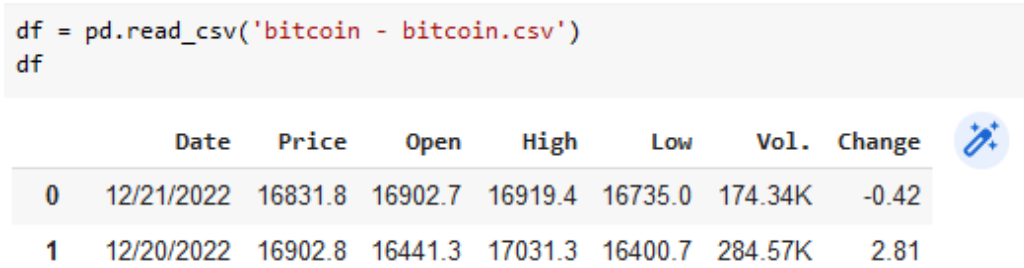 df = pd.read_csv('bitcoin - bitcoin.csv')
df
Date Price Open High Low Vol. Change
0 12/21/2022 16831.8 16902.7 16919.4 16735.0 174.34K -0.42
1 12/20/2022 16902.8 16441.3 17031.3 16400.7 284.57K 2.81